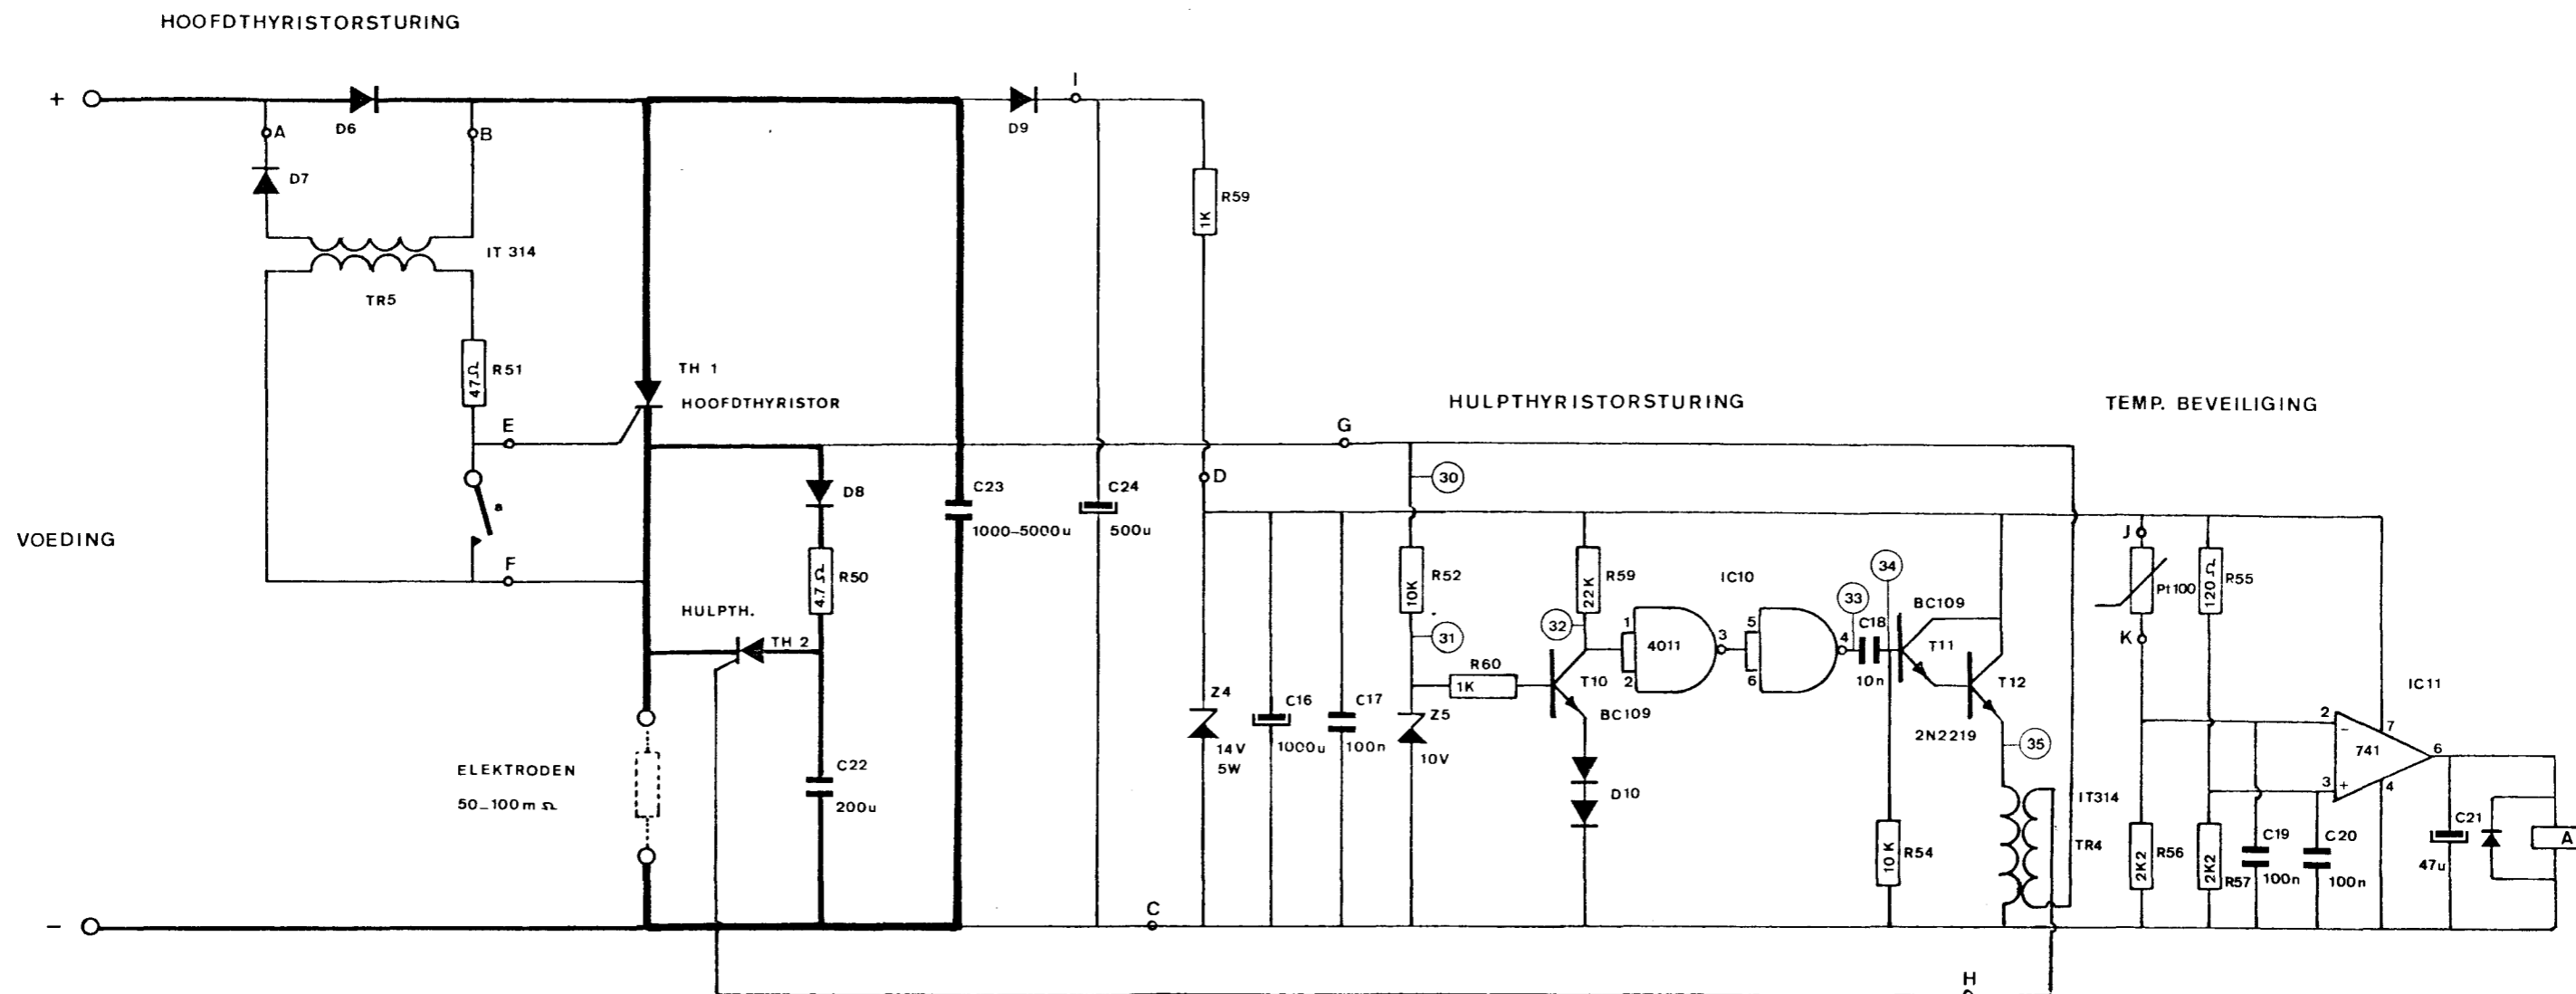 HOOFDTHYRISTORSTURING
+
A
D6
B
D7
IT 314
TR5
47Ω
R51
E
a
F
VOEDING
TH 1
HOOFDTHYRISTOR
D8
4.7 Ω
R50
HULPTH.
TH 2
C22
200u
ELEKTRODEN
50_100m Ω
-
C23
1000-5000u
D9
I
C24
500u
1K
R59
D
G
C
Z4
14V
5W
C16
1000u
C17
100n
HULPTHYRISTORSTURING
30
10K
R52
31
Z5
10V
R60
1K
22K
R59
32
T10
BC109
D10
IC10
1
2
4011
3
5
6
4
33
C18
10n
34
BC109
T11
T12
2N2219
35
10K
R54
IT314
TR4
H
TEMP. BEVEILIGING
J
Pt100
K
120 Ω
R55
2K2
R56
2K2
R57
C19
100n
C20
100n
IC11
2
-
7
741
6
3
+
4
C21
47u
A